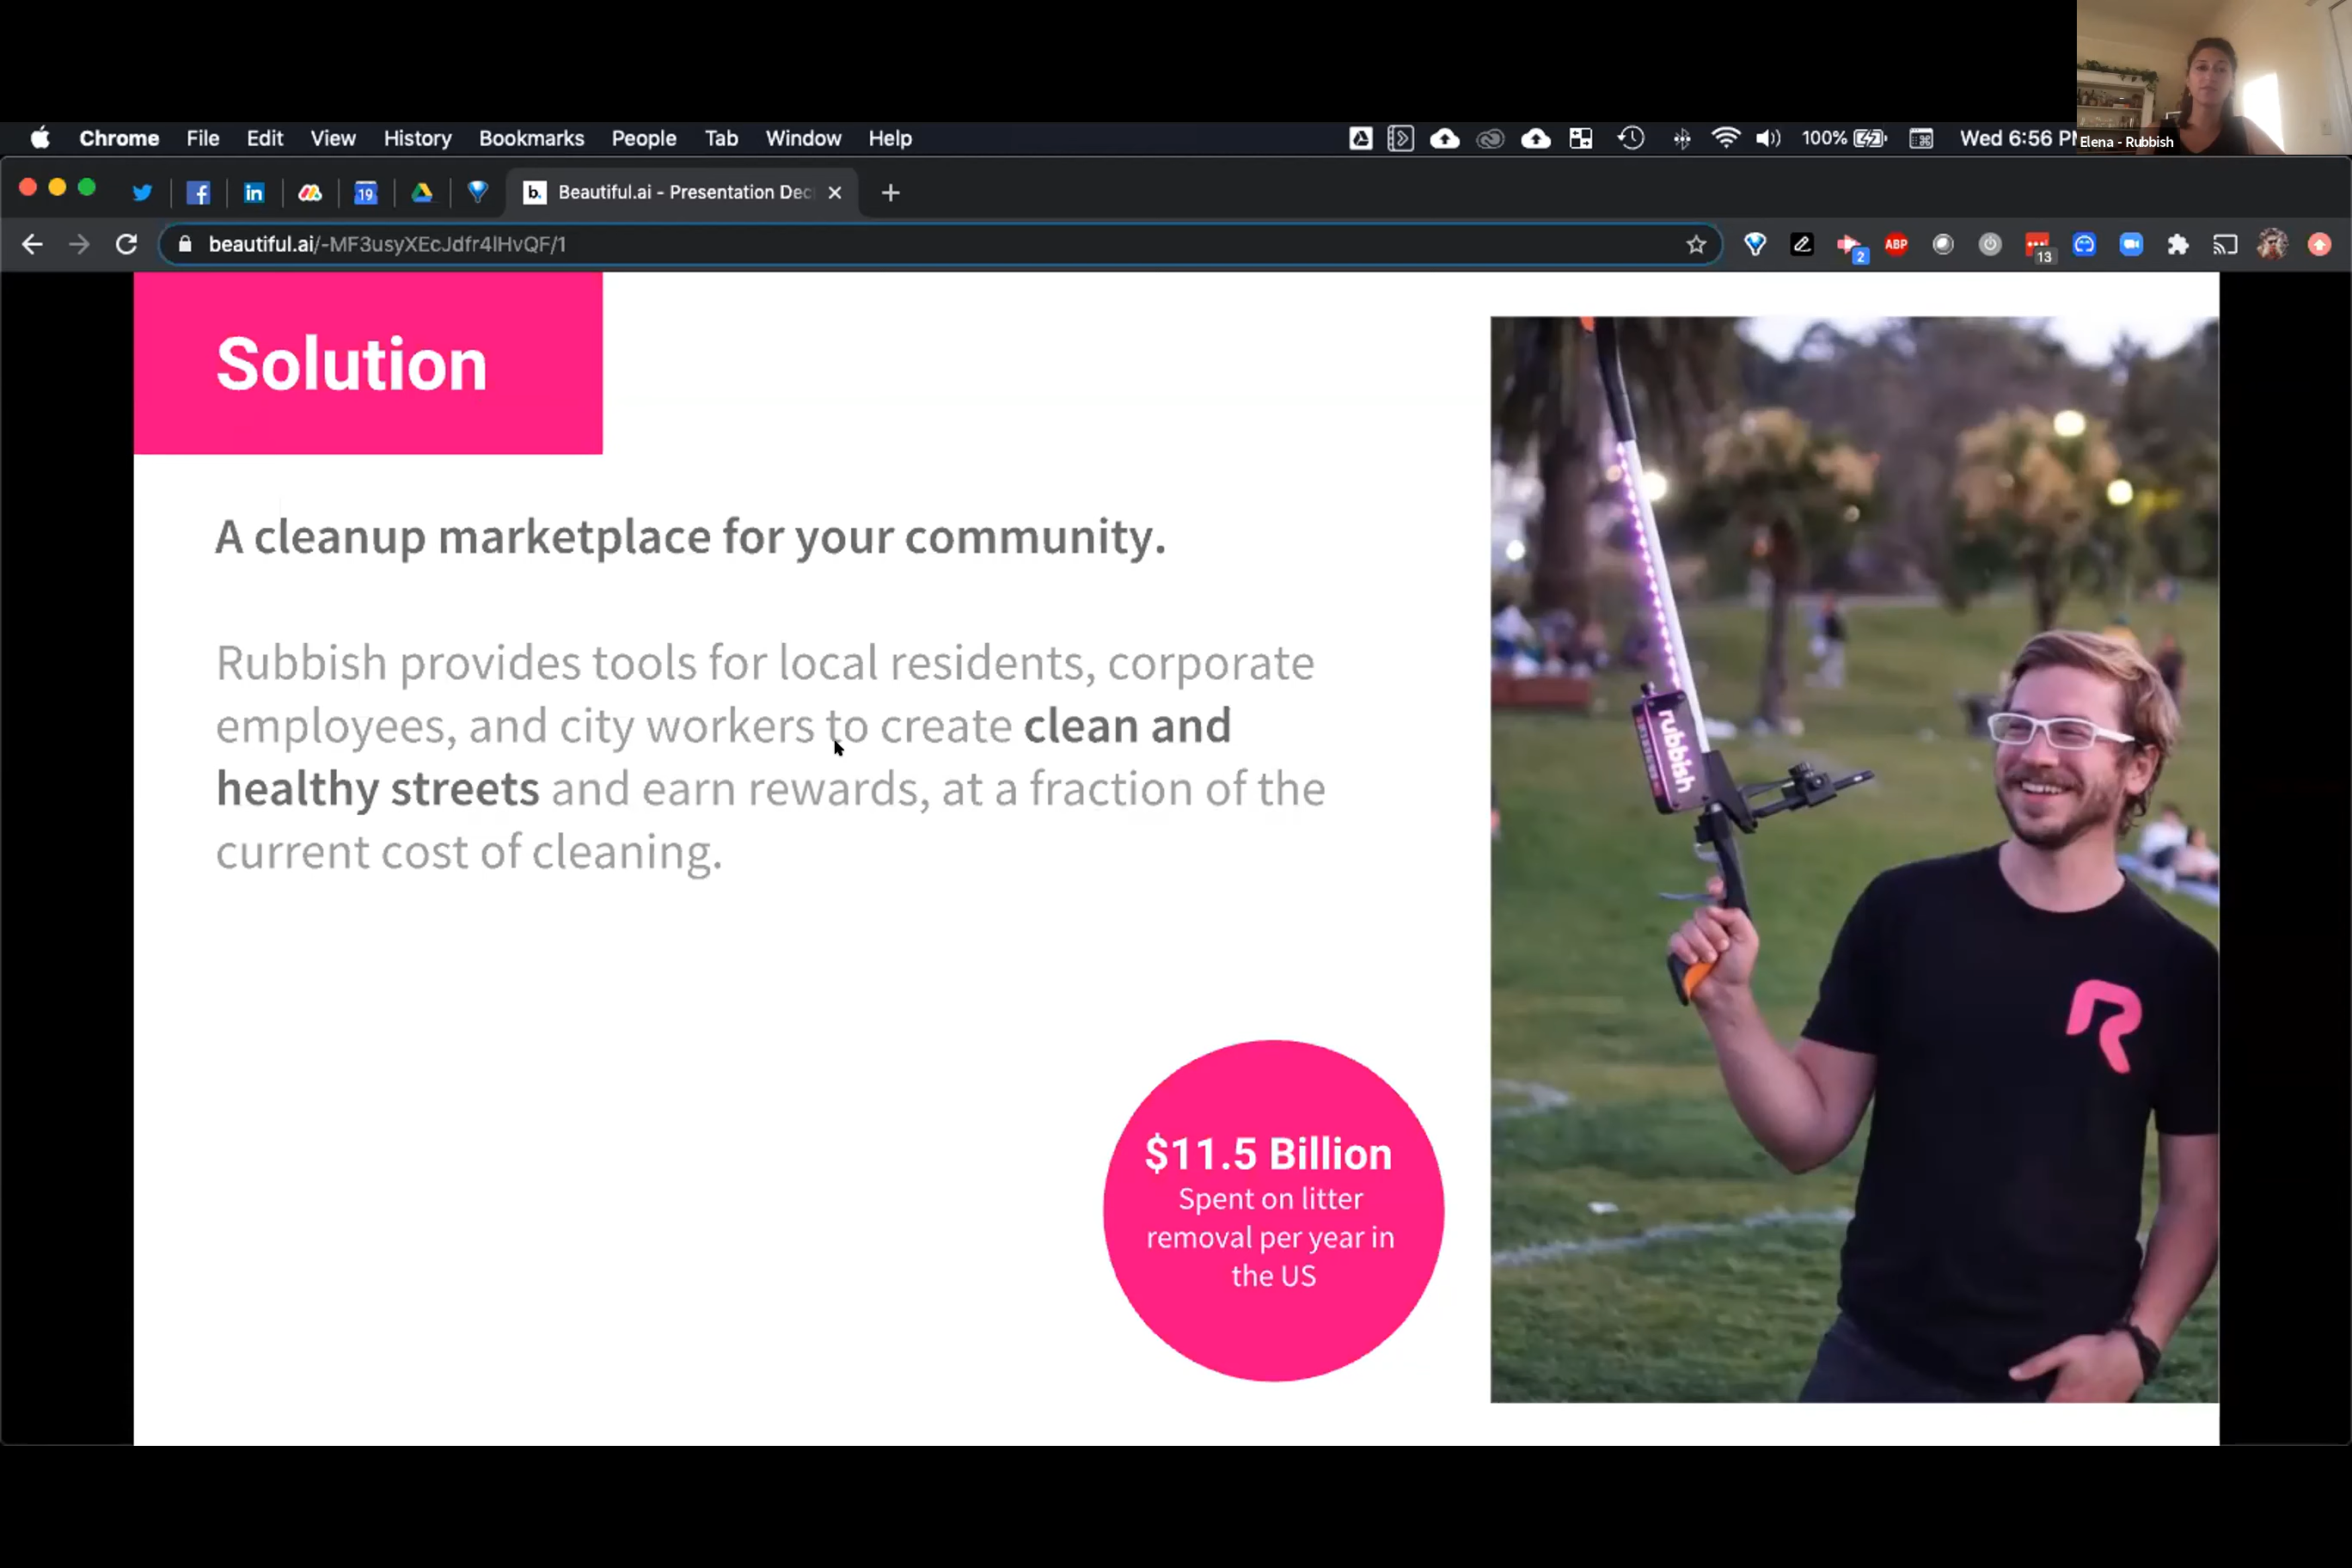 Elena - Rubbish
Chrome File Edit View History Bookmarks People Tab Window Help 100% Wed 6:56 PM
19 b. Beautiful.ai - Presentation Dec
beautiful.ai/-MF3usyXEcJdfr4lHvQF/1 2 ABP 13
Solution
A cleanup marketplace for your community.
Rubbish provides tools for local residents, corporate
employees, and city workers to create clean and
healthy streets and earn rewards, at a fraction of the
current cost of cleaning.
rubbish
R
$11.5 Billion
Spent on litter
removal per year in
the US